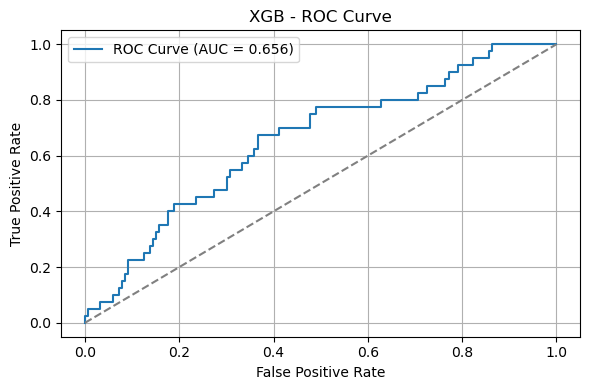 XGB - ROC Curve
ROC Curve (AUC = 0.656)
True Positive Rate
1.0
0.8
0.6
0.4
0.2
0.0
0.0 0.2 0.4 0.6 0.8 1.0
False Positive Rate